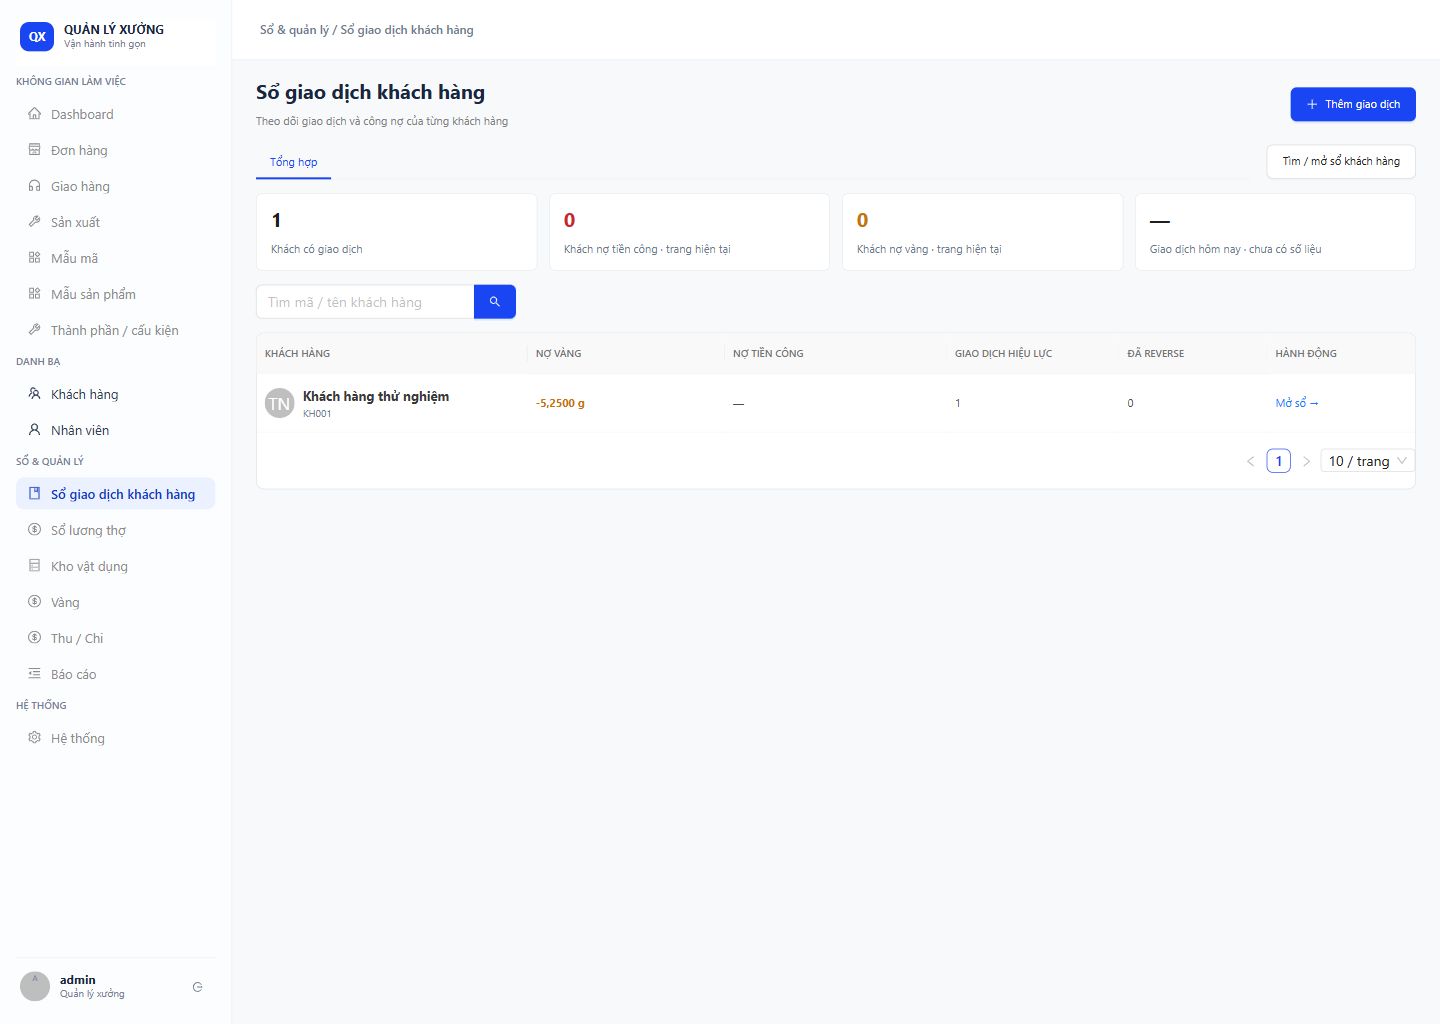 QX
QUẢN LÝ XƯỞNG
Vận hành tinh gọn
KHÔNG GIAN LÀM VIỆC
Dashboard
Đơn hàng
Giao hàng
Sản xuất
Mẫu mã
Mẫu sản phẩm
Thành phần / cấu kiện
DANH BẠ
Khách hàng
Nhân viên
SỔ & QUẢN LÝ
Sổ giao dịch khách hàng
Sổ lương thợ
Kho vật dụng
Vàng
Thu / Chi
Báo cáo
HỆ THỐNG
Hệ thống
A
admin
Quản lý xưởng
Sổ & quản lý / Sổ giao dịch khách hàng
Sổ giao dịch khách hàng
Theo dõi giao dịch và công nợ của từng khách hàng
+ Thêm giao dịch
Tổng hợp
Tìm / mở sổ khách hàng
1
Khách có giao dịch
0
Khách nợ tiền công · trang hiện tại
0
Khách nợ vàng · trang hiện tại
—
Giao dịch hôm nay · chưa có số liệu
Tìm mã / tên khách hàng
KHÁCH HÀNG NỢ VÀNG NỢ TIỀN CÔNG GIAO DỊCH HIỆU LỰC ĐÃ REVERSE HÀNH ĐỘNG
TN Khách hàng thử nghiệm -5,2500 g — 1 0 Mở sổ →
KH001
< 1 > 10 / trang